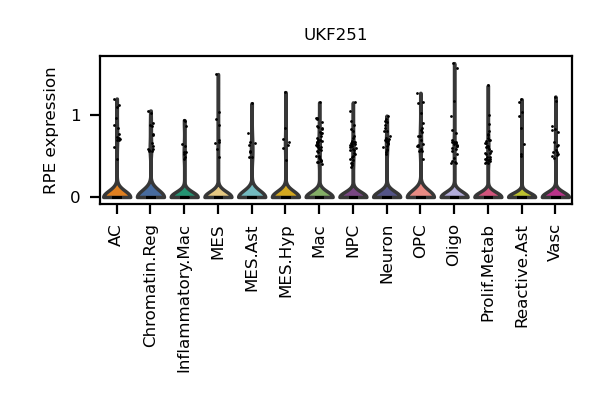 UKF251
RPE expression
1
0
AC
Chromatin.Reg
Inflammatory.Mac
MES
MES.Ast
MES.Hyp
Mac
NPC
Neuron
OPC
Oligo
Prolif.Metab
Reactive.Ast
Vasc